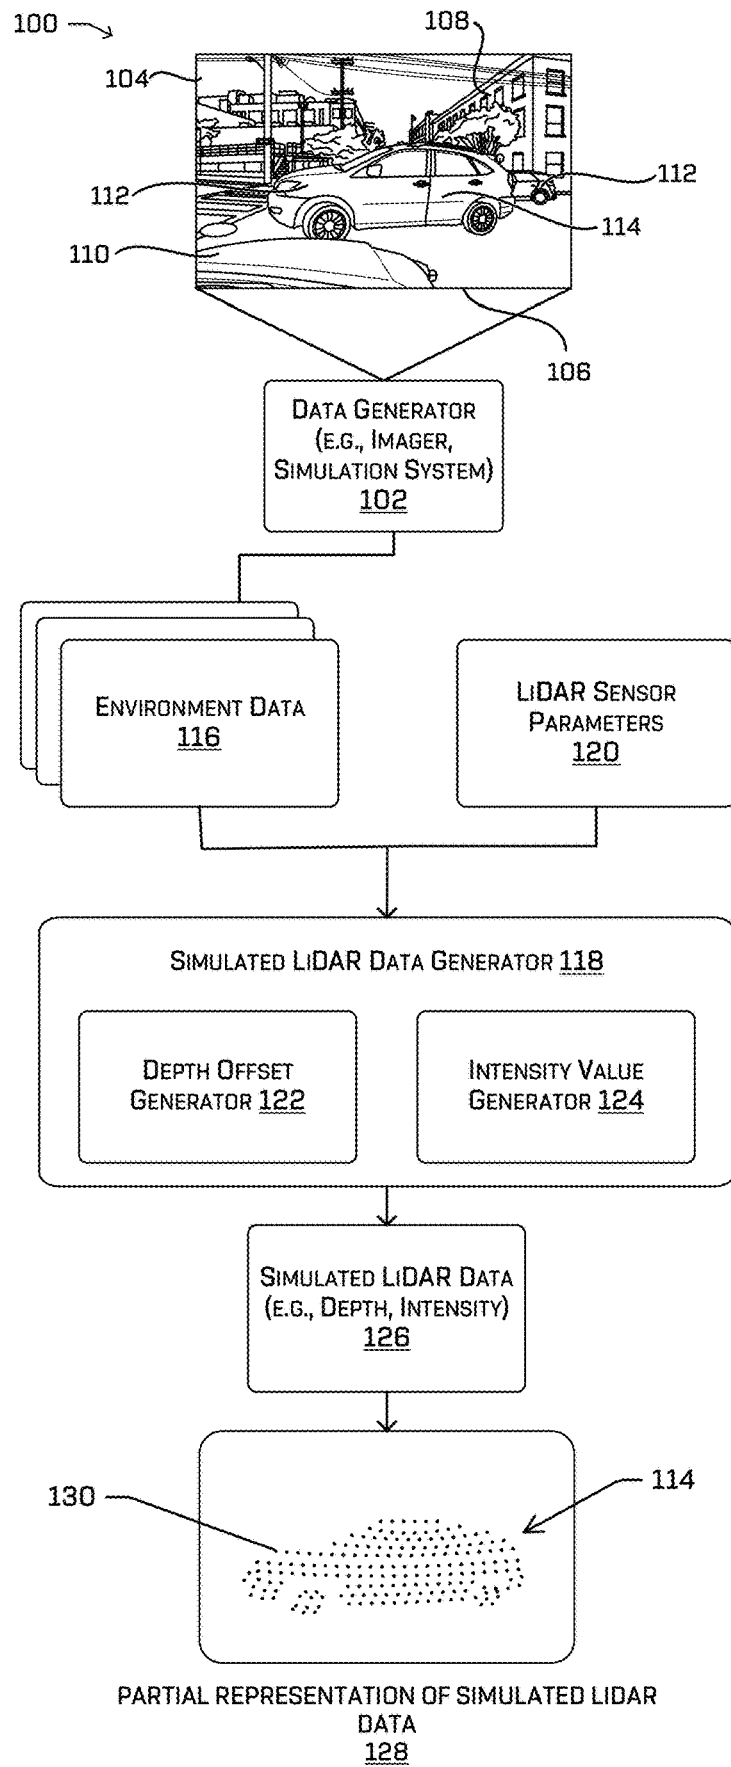 100
104
108
112
112
114
110
106
DATA GENERATOR
(E.G., IMAGER,
SIMULATION SYSTEM)
102
ENVIRONMENT DATA
116
LIDAR SENSOR
PARAMETERS
120
SIMULATED LIDAR DATA GENERATOR 118
DEPTH OFFSET
GENERATOR 122
INTENSITY VALUE
GENERATOR 124
SIMULATED LIDAR DATA
(E.G., DEPTH, INTENSITY)
126
130
114
PARTIAL REPRESENTATION OF SIMULATED LIDAR
DATA
128